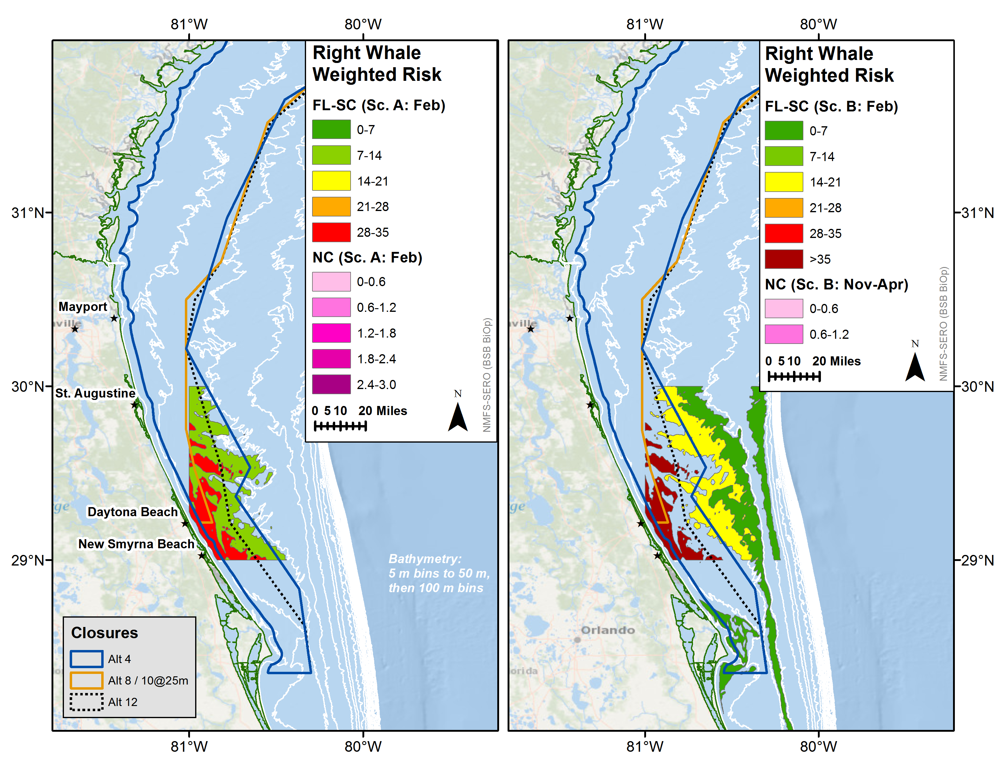 81°W
80°W
81°W
80°W
Right Whale
Weighted Risk
FL-SC (Sc. A: Feb)
0-7
7-14
14-21
21-28
28-35
NC (Sc. A: Feb)
0-0.6
0.6-1.2
1.2-1.8
1.8-2.4
2.4-3.0
0 5 10 20 Miles
N
NMFS-SERO (BSB BiOp)
31°N
30°N
29°N
Mayport
ville
St. Augustine
Daytona Beach
New Smyrna Beach
ge
Bathymetry:
5 m bins to 50 m,
then 100 m bins
Closures
Alt 4
Alt 8 / 10@25m
Alt 12
Right Whale
Weighted Risk
FL-SC (Sc. B: Feb)
0-7
7-14
14-21
21-28
28-35
>35
NC (Sc. B: Nov-Apr)
0-0.6
0.6-1.2
0 5 10 20 Miles
N
NMFS-SERO (BSB BiOp)
ville
ge
Orlando
orida
31°N
30°N
29°N
81°W
80°W
81°W
80°W